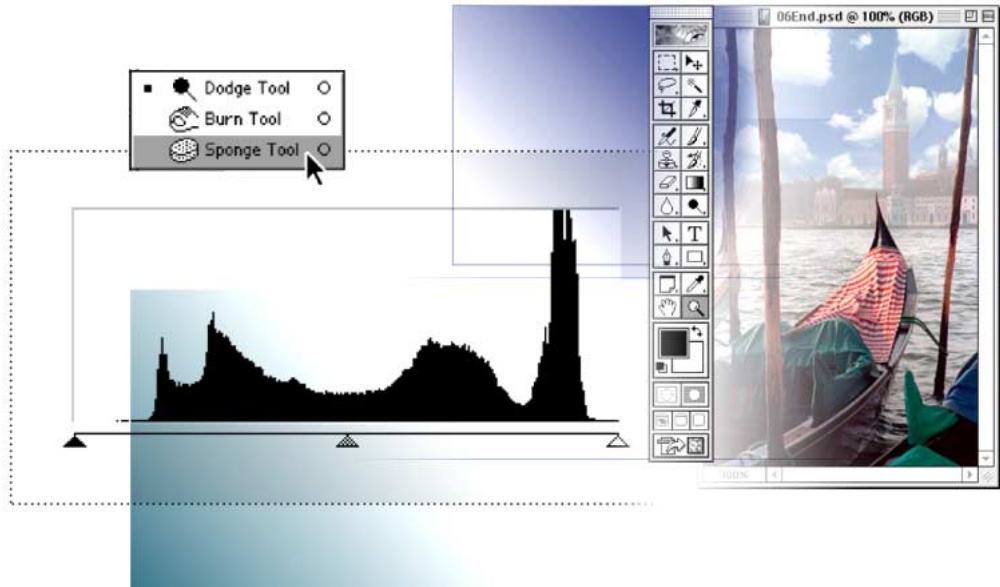 06End.psd @ 100% (RGB)
Dodge Tool O
Burn Tool O
Sponge Tool O
T
100%